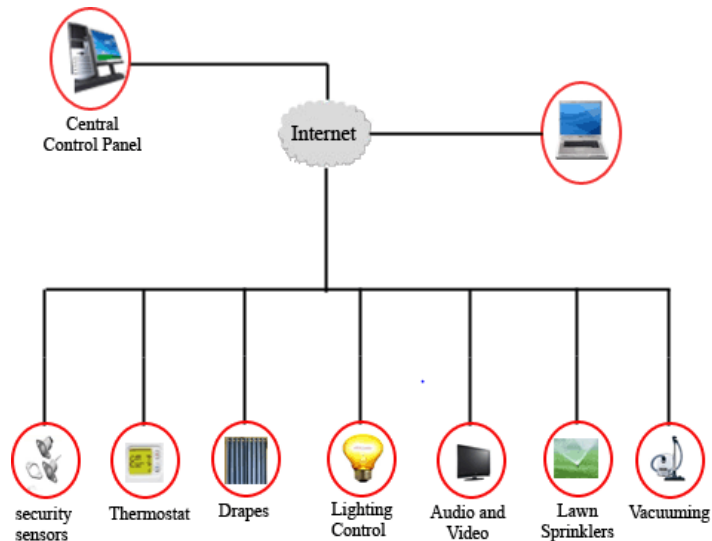 Central
Control Panel
Internet
security
sensors
Thermostat
Drapes
Lighting
Control
Audio and
Video
Lawn
Sprinklers
Vacuuming